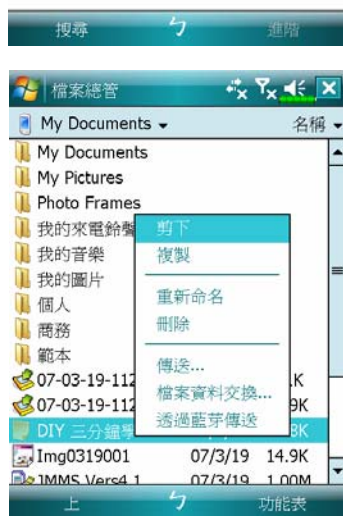 搜尋 ㄅ 進階
檔案總管
My Documents 名稱
My Documents
My Pictures
Photo Frames
我的來電鈴聲
我的音樂
我的圖片
個人
商務
範本
07-03-19-112 .K
07-03-19-112 9K
DIY 三分鐘學 8K
Img0319001 07/3/19 14.9K
JMMS Vers4.1 07/3/19 1.00M
剪下
複製
重新命名
刪除
傳送...
檔案資料交換...
透過藍芽傳送
上 ㄅ 功能表